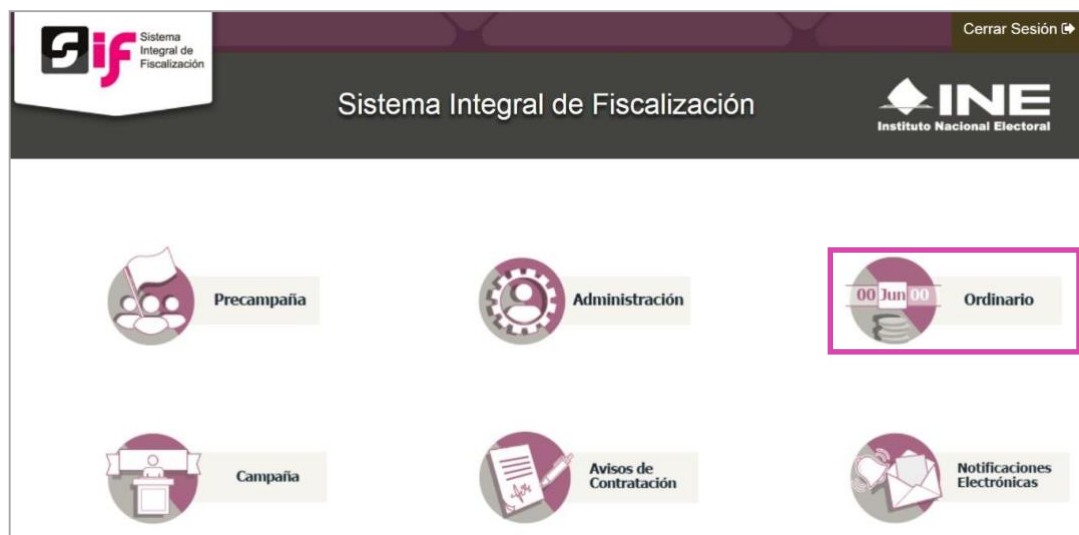 sif
Sistema
Integral de
Fiscalización
Cerrar Sesión
Sistema Integral de Fiscalización
INE
Instituto Nacional Electoral
Precampaña
Administración
00 Jun 00
Ordinario
Campaña
Avisos de
Contratación
Notificaciones
Electrónicas